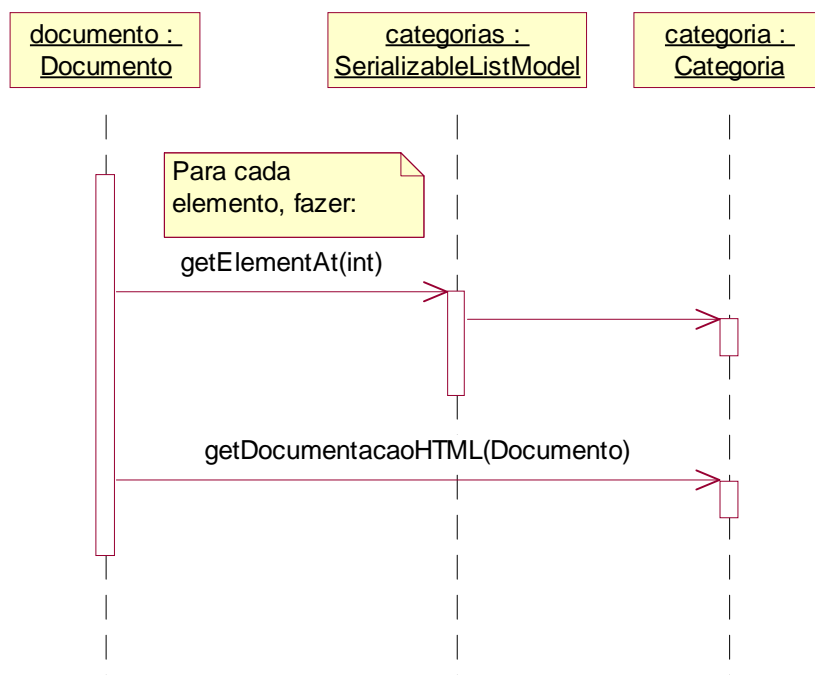 documento :
Documento
categorias :
SerializableListModel
categoria :
Categoria
Para cada
elemento, fazer:
getElementAt(int)
getDocumentacaoHTML(Documento)